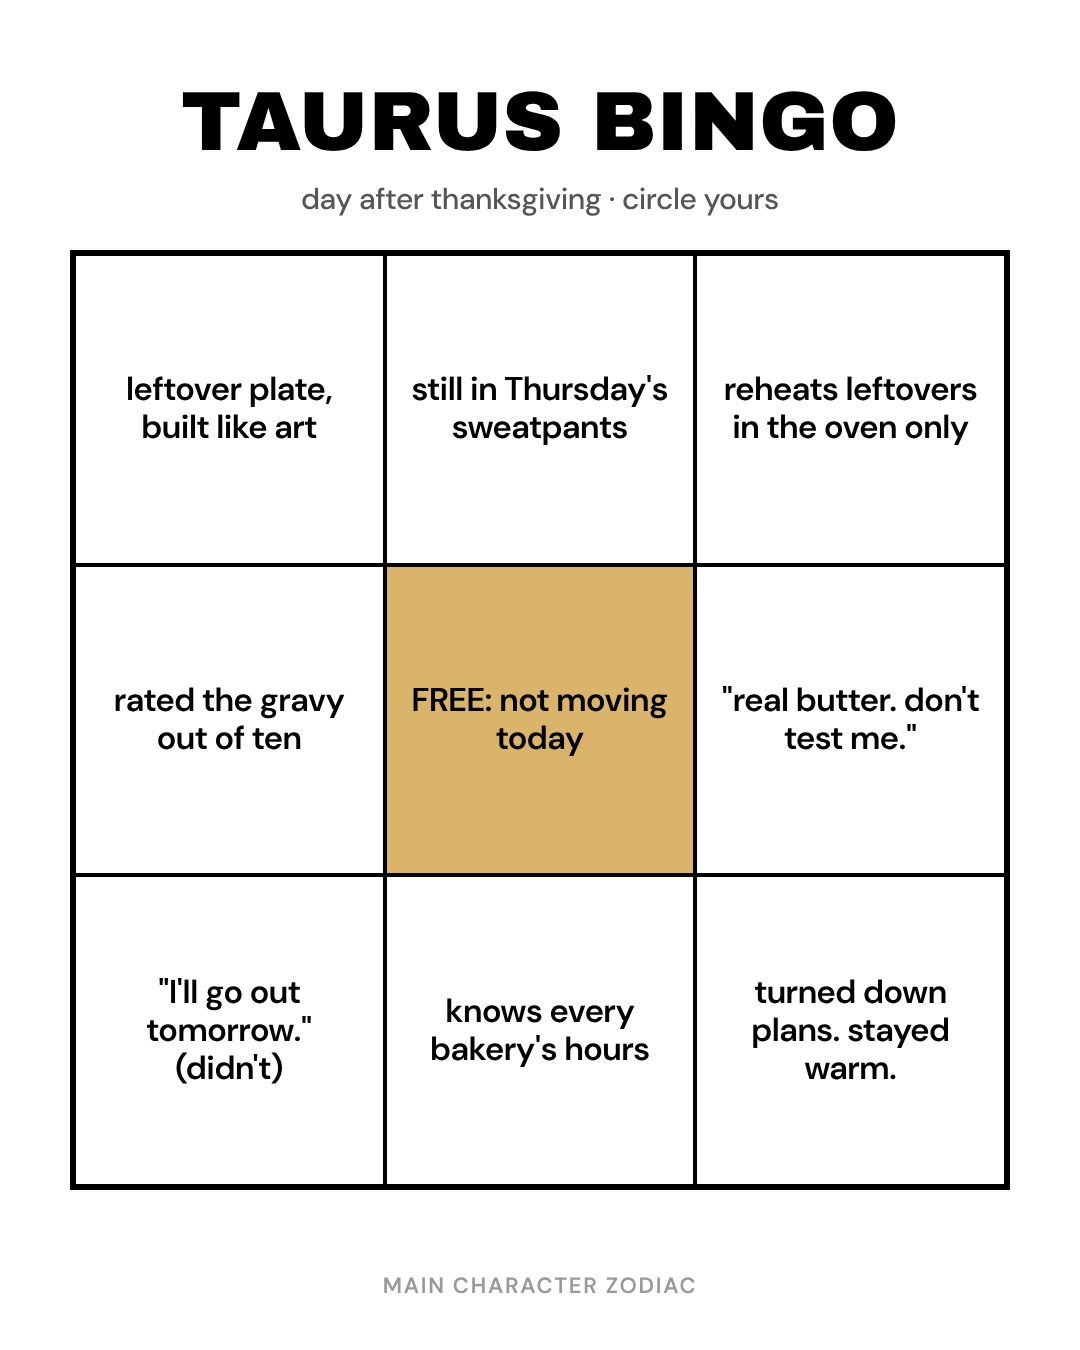 TAURUS BINGO
day after thanksgiving · circle yours
leftover plate,
built like art
still in Thursday's
sweatpants
reheats leftovers
in the oven only
rated the gravy
out of ten
FREE: not moving
today
"real butter. don't
test me."
"I'll go out
tomorrow."
(didn't)
knows every
bakery's hours
turned down
plans. stayed
warm.
MAIN CHARACTER ZODIAC